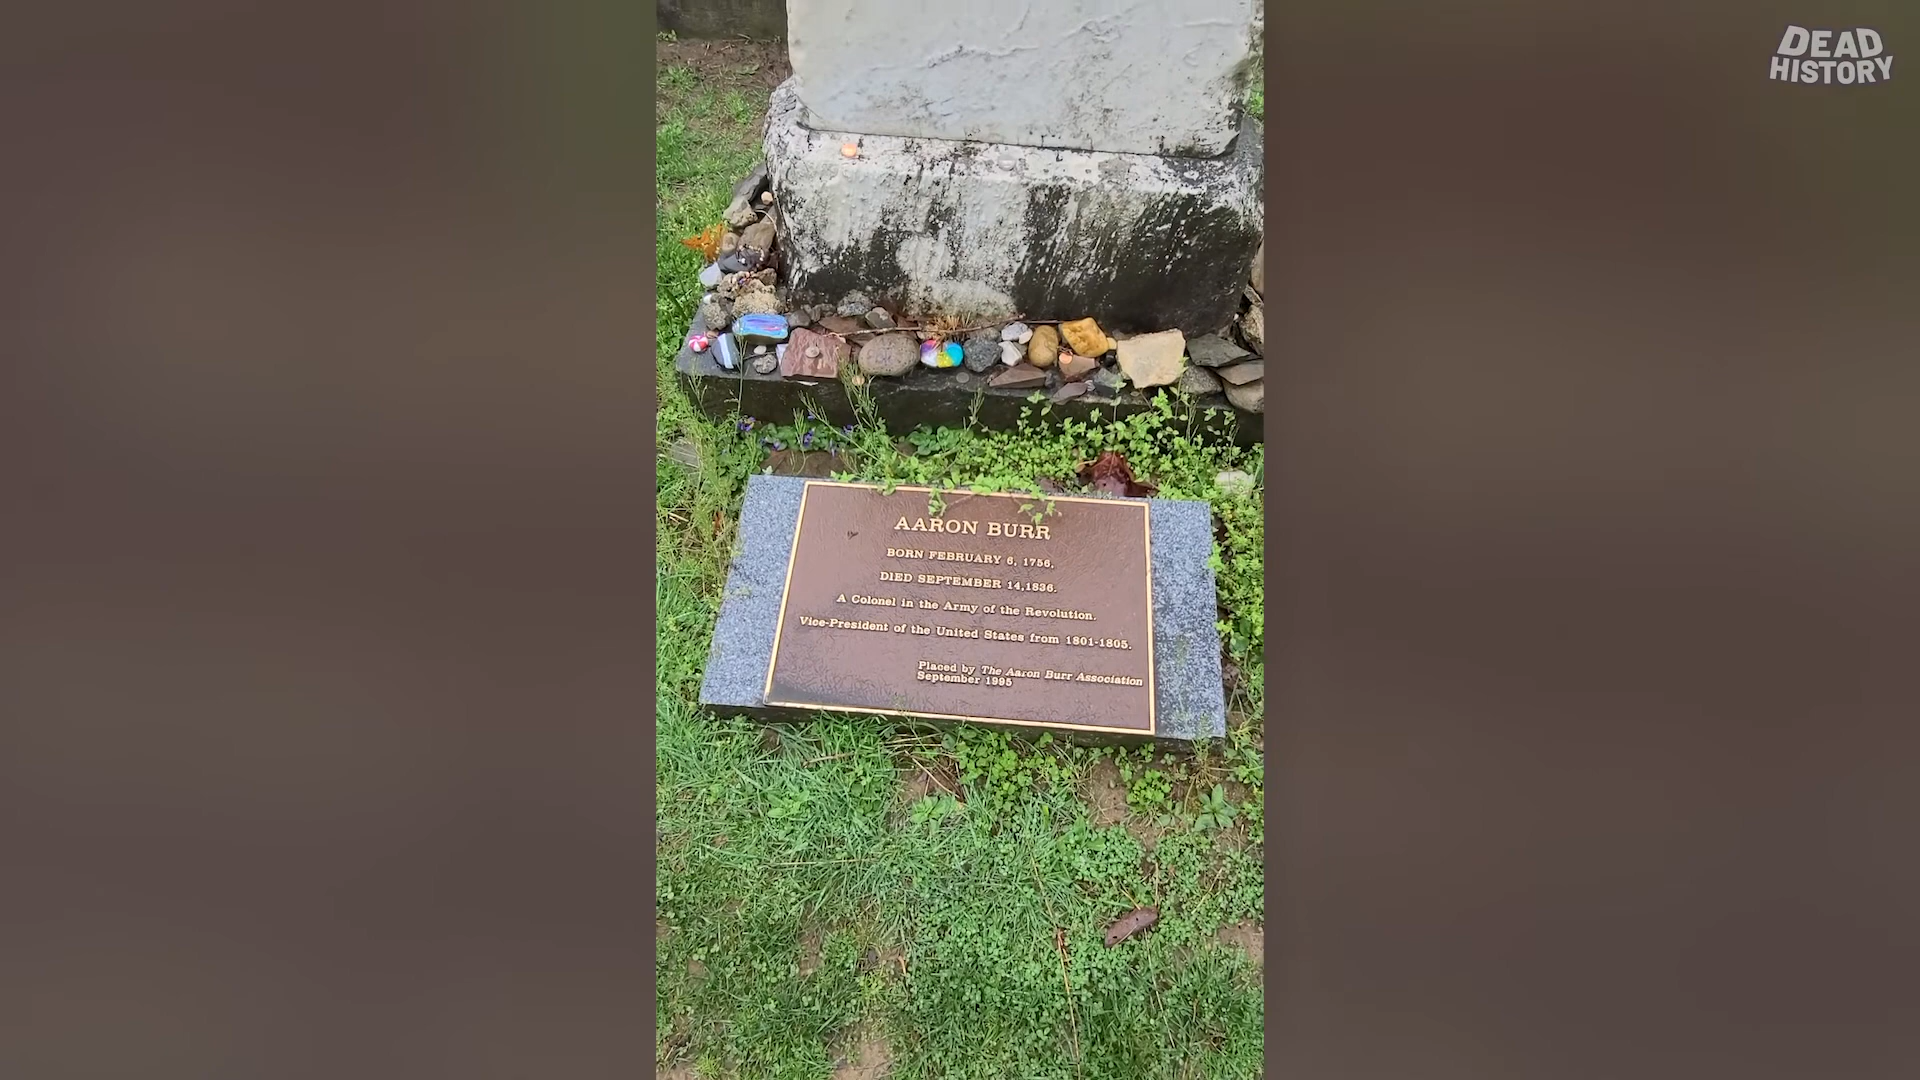 DEAD
HISTORY
AARON BURR
BORN FEBRUARY 6, 1756,
DIED SEPTEMBER 14,1836.
A Colonel in the Army of the Revolution.
Vice-President of the United States from 1801-1805.
Placed by The Aaron Burr Association
September 1995